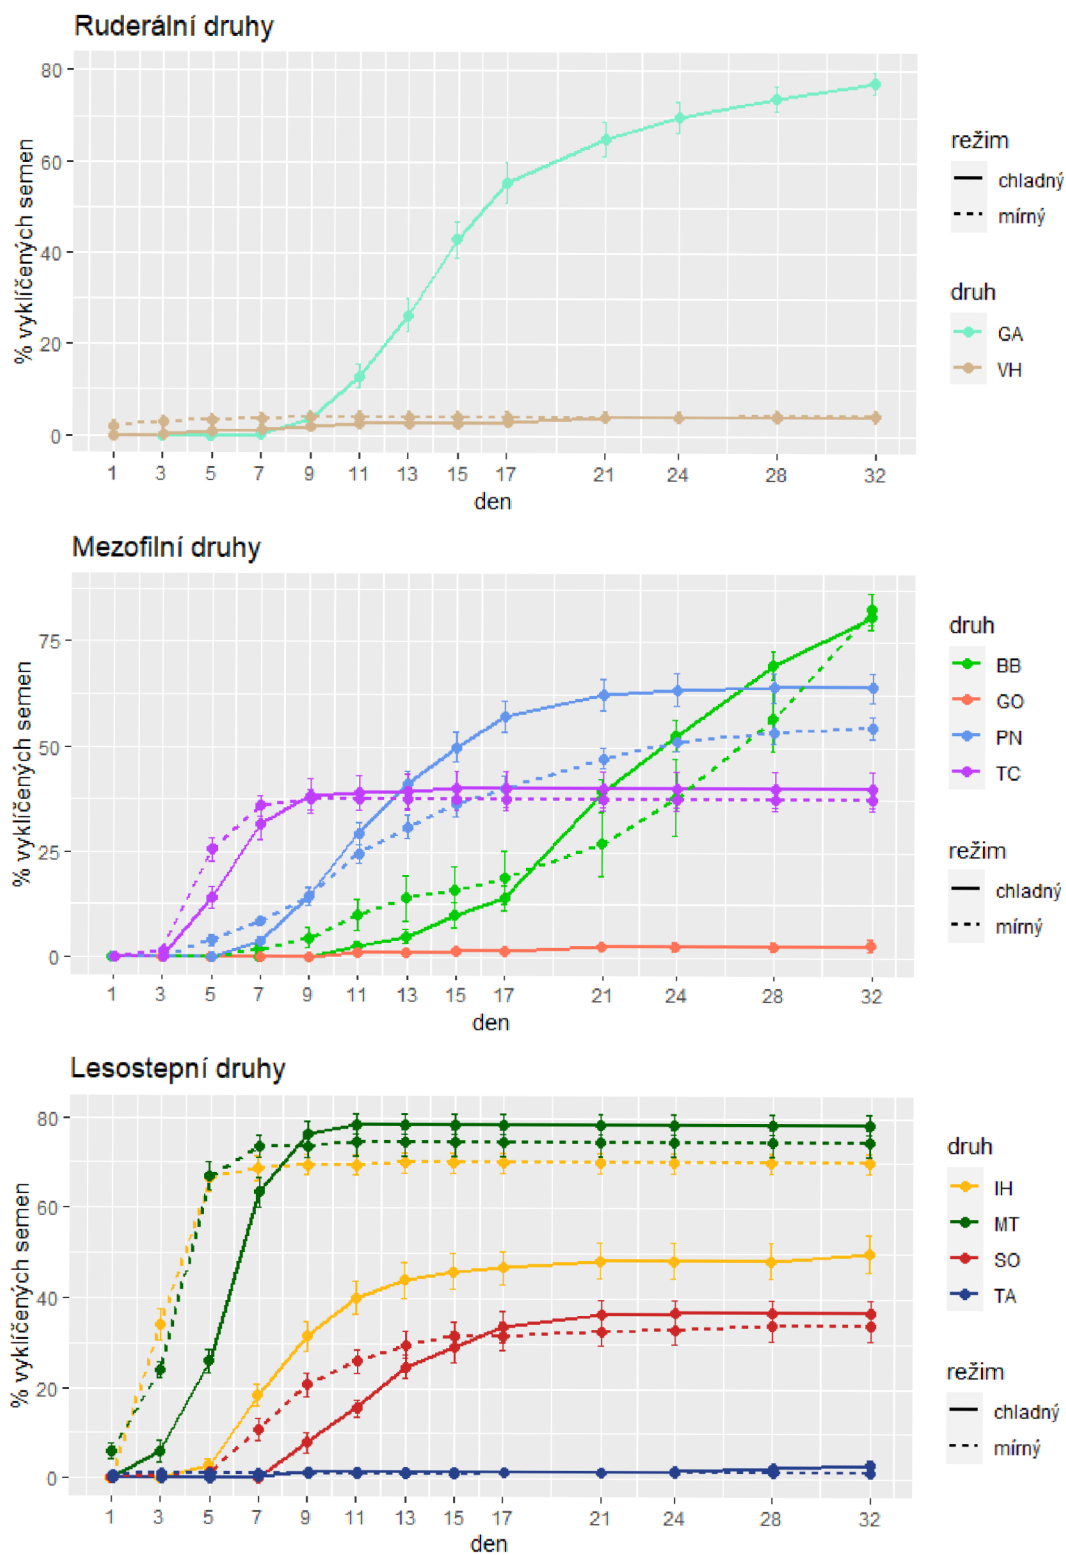 Ruderální druhy
% vyklíčených semen
80
60
40
20
0
1 3 5 7 9 11 13 15 17 21 24 28 32
den
režim
chladný
mírný
druh
GA
VH
Mezofilní druhy
% vyklíčených semen
75
50
25
0
1 3 5 7 9 11 13 15 17 21 24 28 32
den
druh
BB
GO
PN
TC
režim
chladný
mírný
Lesostepní druhy
% vyklíčených semen
80
60
40
20
0
1 3 5 7 9 11 13 15 17 21 24 28 32
den
druh
IH
MT
SO
TA
režim
chladný
mírný